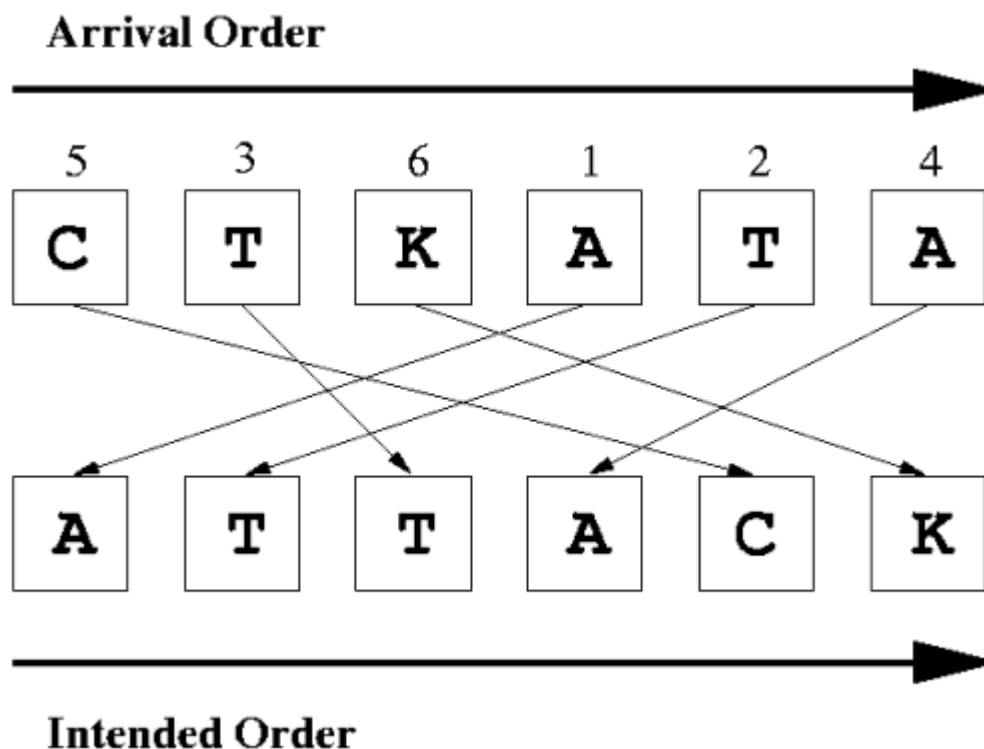 Arrival Order
5 3 6 1 2 4
C T K A T A
A T T A C K
Intended Order